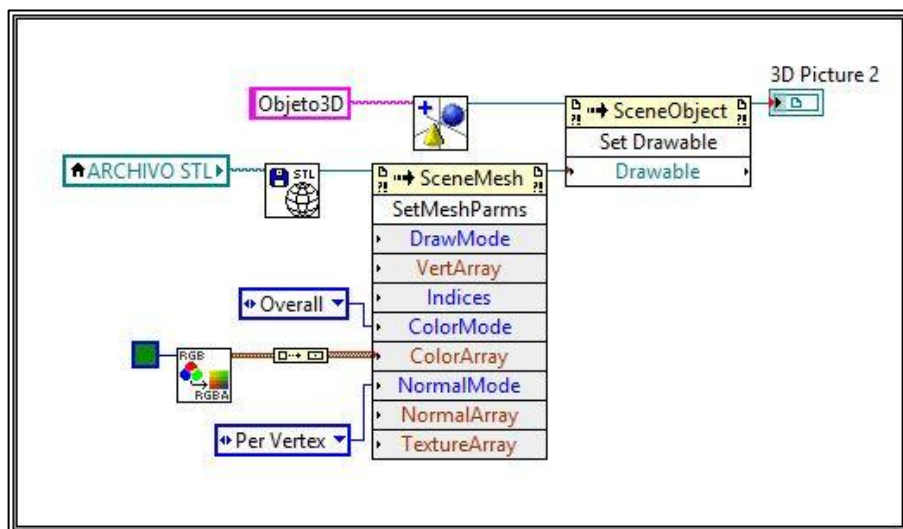 3D Picture 2
Objeto3D
SceneObject
Set Drawable
Drawable
ARCHIVO STL
STL
SceneMesh
SetMeshParms
DrawMode
VertArray
Indices
Overall
ColorMode
RGB
RGBA
ColorArray
NormalMode
NormalArray
Per Vertex
TextureArray